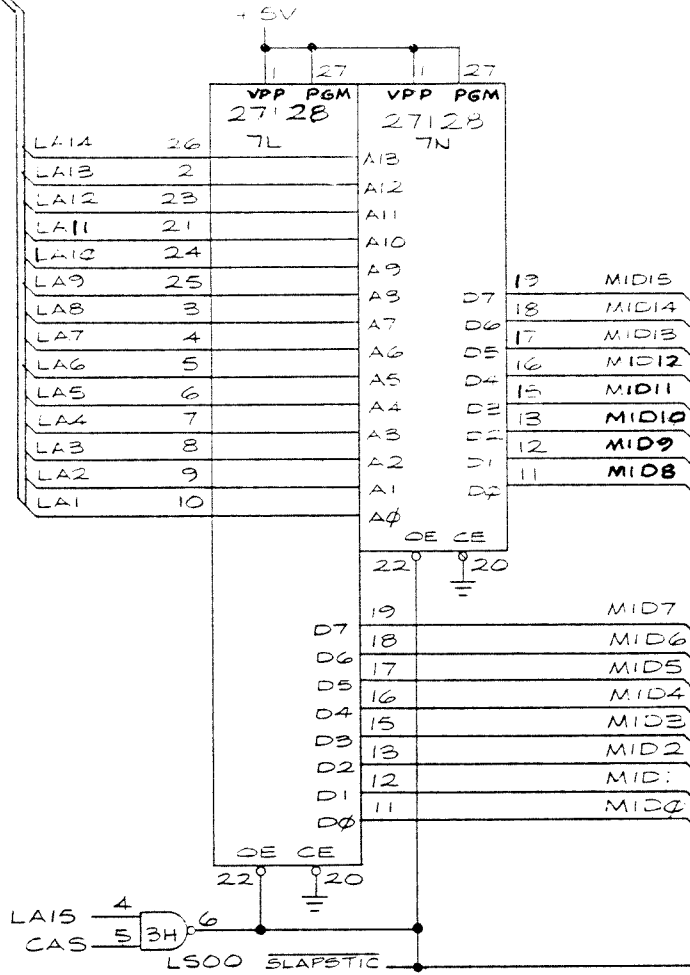 +5V
1 27 1 27
VPP PGM VPP PGM
27128 27128
7L 7N
LA14 26 A13
LA13 2 A12
LA12 23 A11
LA11 21 A10
LA10 24 A9
LA9 25 A8 D7 19 MID15
LA8 3 A7 D6 18 MID14
LA7 4 A6 D5 17 MID13
LA6 5 A5 D4 16 MID12
LA5 6 A4 D3 15 MID11
LA4 7 A3 D2 13 MID10
LA3 8 A2 D1 12 MID9
LA2 9 A1 DØ 11 MID8
LA1 10 AØ
OE CE
22 20
D7 19 MID7
D6 18 MID6
D5 17 MID5
D4 16 MID4
D3 15 MID3
D2 13 MID2
D1 12 MID1
DØ 11 MIDØ
OE CE
22 20
LA15 4
CAS 5 3H 6
LS00 SLAPSTIC